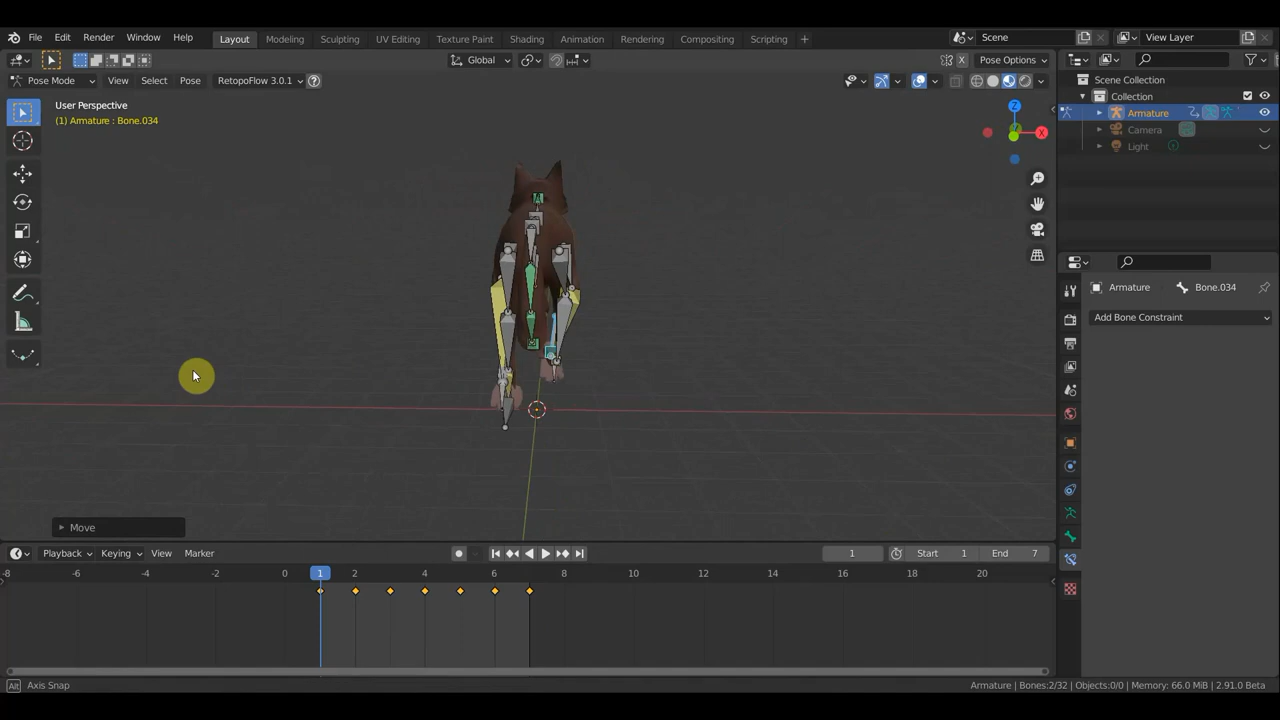 File Edit Render Window Help Layout Modeling Sculpting UV Editing Texture Paint Shading Animation Rendering Compositing Scripting + Scene View Layer
Global Pose Options
Pose Mode View Select Pose RetopoFlow 3.0.1
User Perspective
(1) Armature : Bone.034
X
Z
Y
Scene Collection
Collection
Armature
Camera
Light
Armature Bone.034
Add Bone Constraint
Move
Playback Keying View Marker 1 Start 1 End 7
-8 -6 -4 -2 0 1 2 4 6 8 10 12 14 16 18 20
Alt Axis Snap Armature | Bones:2/32 | Objects:0/0 | Memory: 66.0 MiB | 2.91.0 Beta